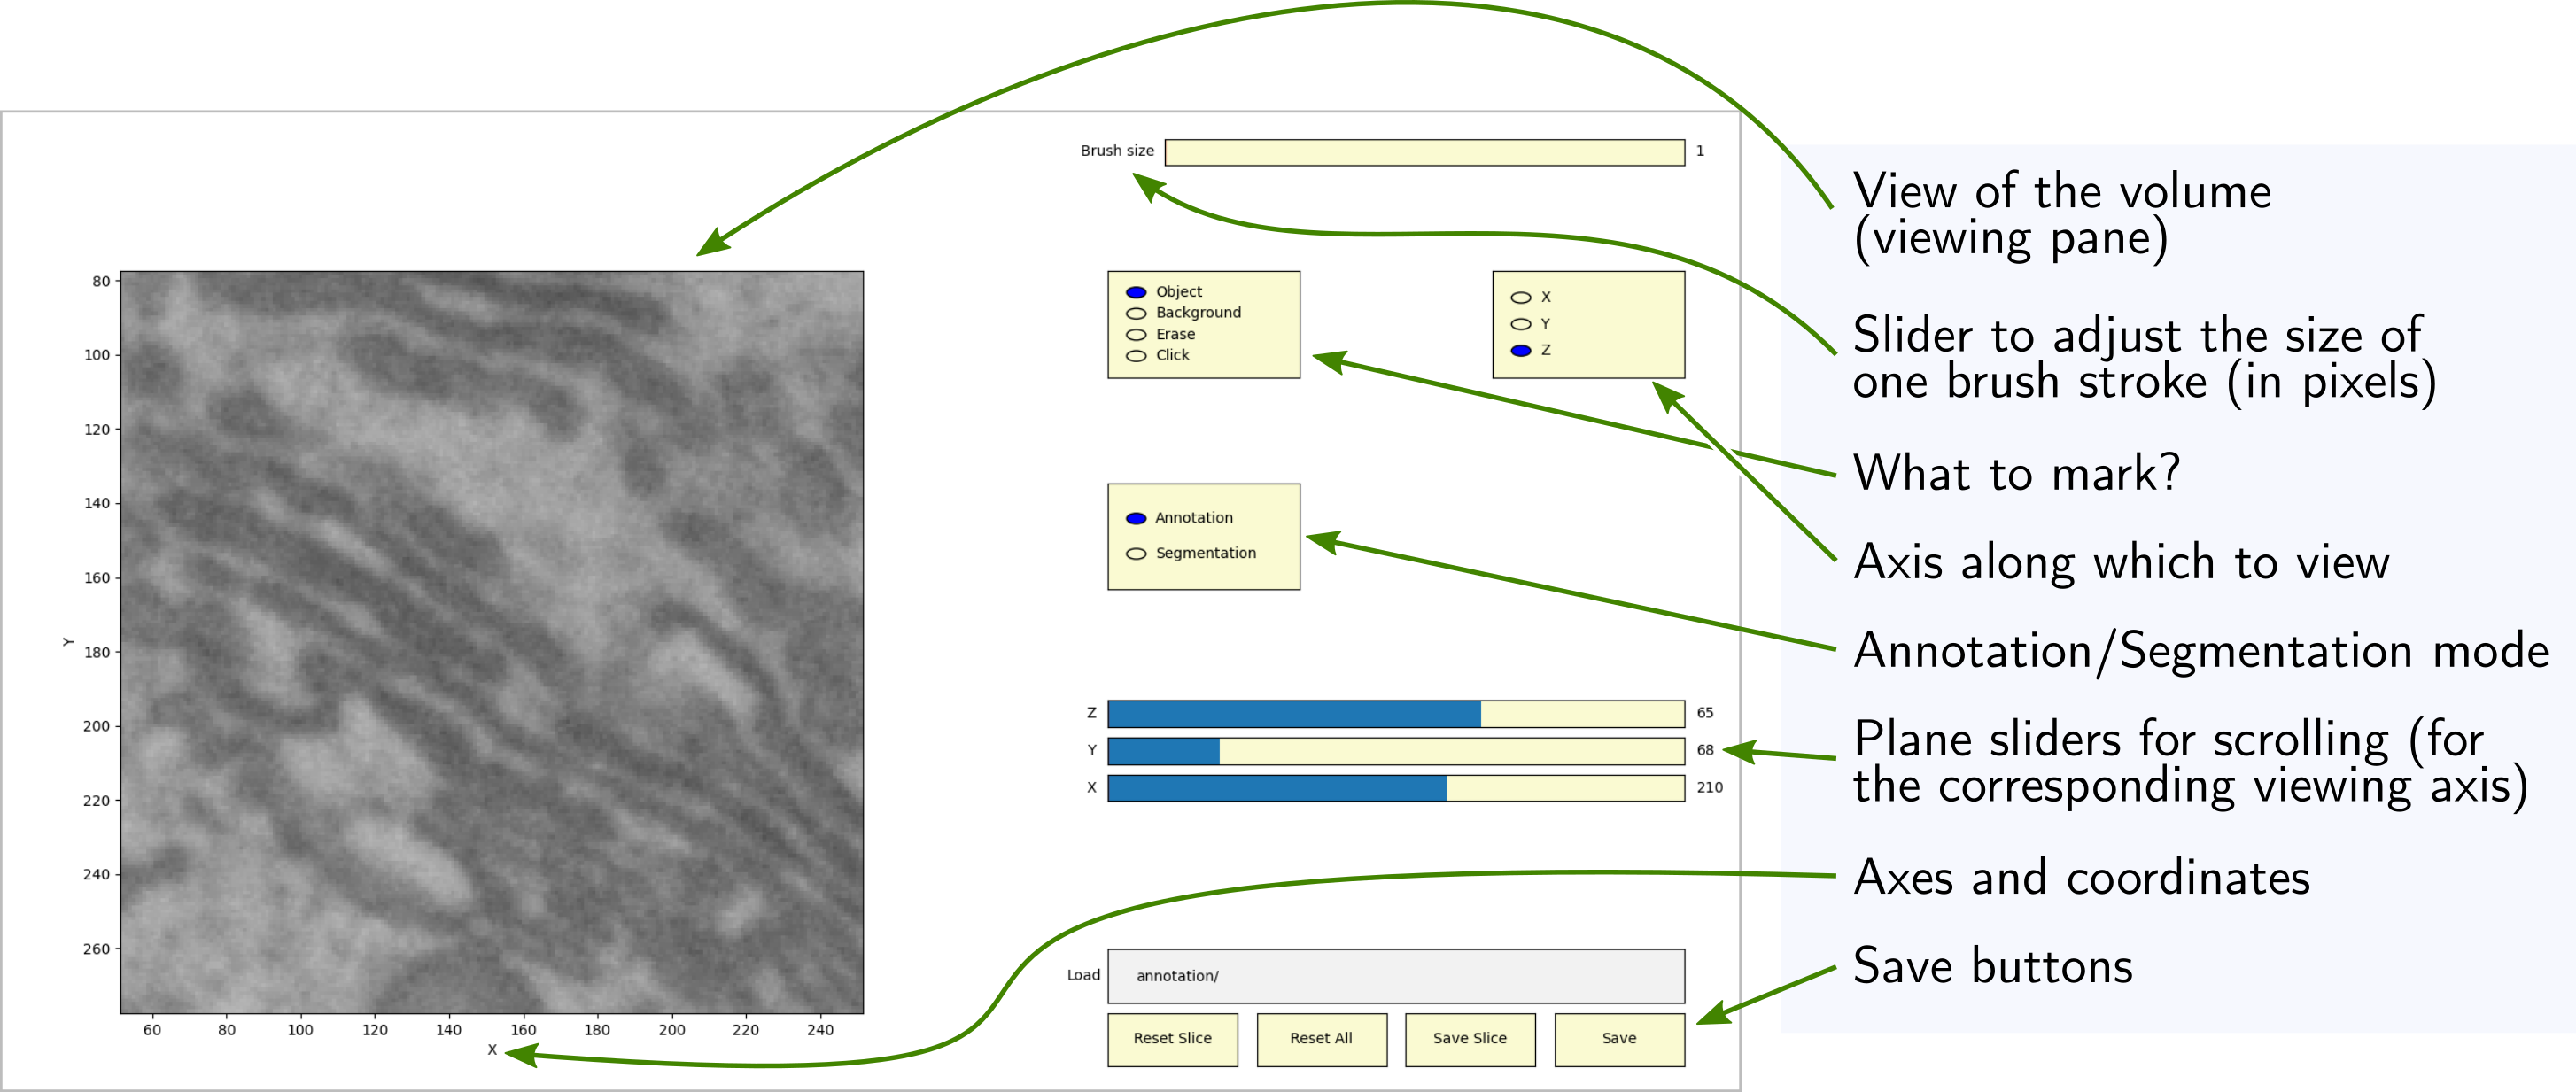 Brush size 1
Object
Background
Erase
Click
X
Y
Z
Annotation
Segmentation
Z 65
Y 68
X 210
Load annotation/
Reset Slice Reset All Save Slice Save
80
100
120
140
160
180
200
220
240
260
Y
60 80 100 120 140 160 180 200 220 240
X
View of the volume
(viewing pane)
Slider to adjust the size of
one brush stroke (in pixels)
What to mark?
Axis along which to view
Annotation/Segmentation mode
Plane sliders for scrolling (for
the corresponding viewing axis)
Axes and coordinates
Save buttons